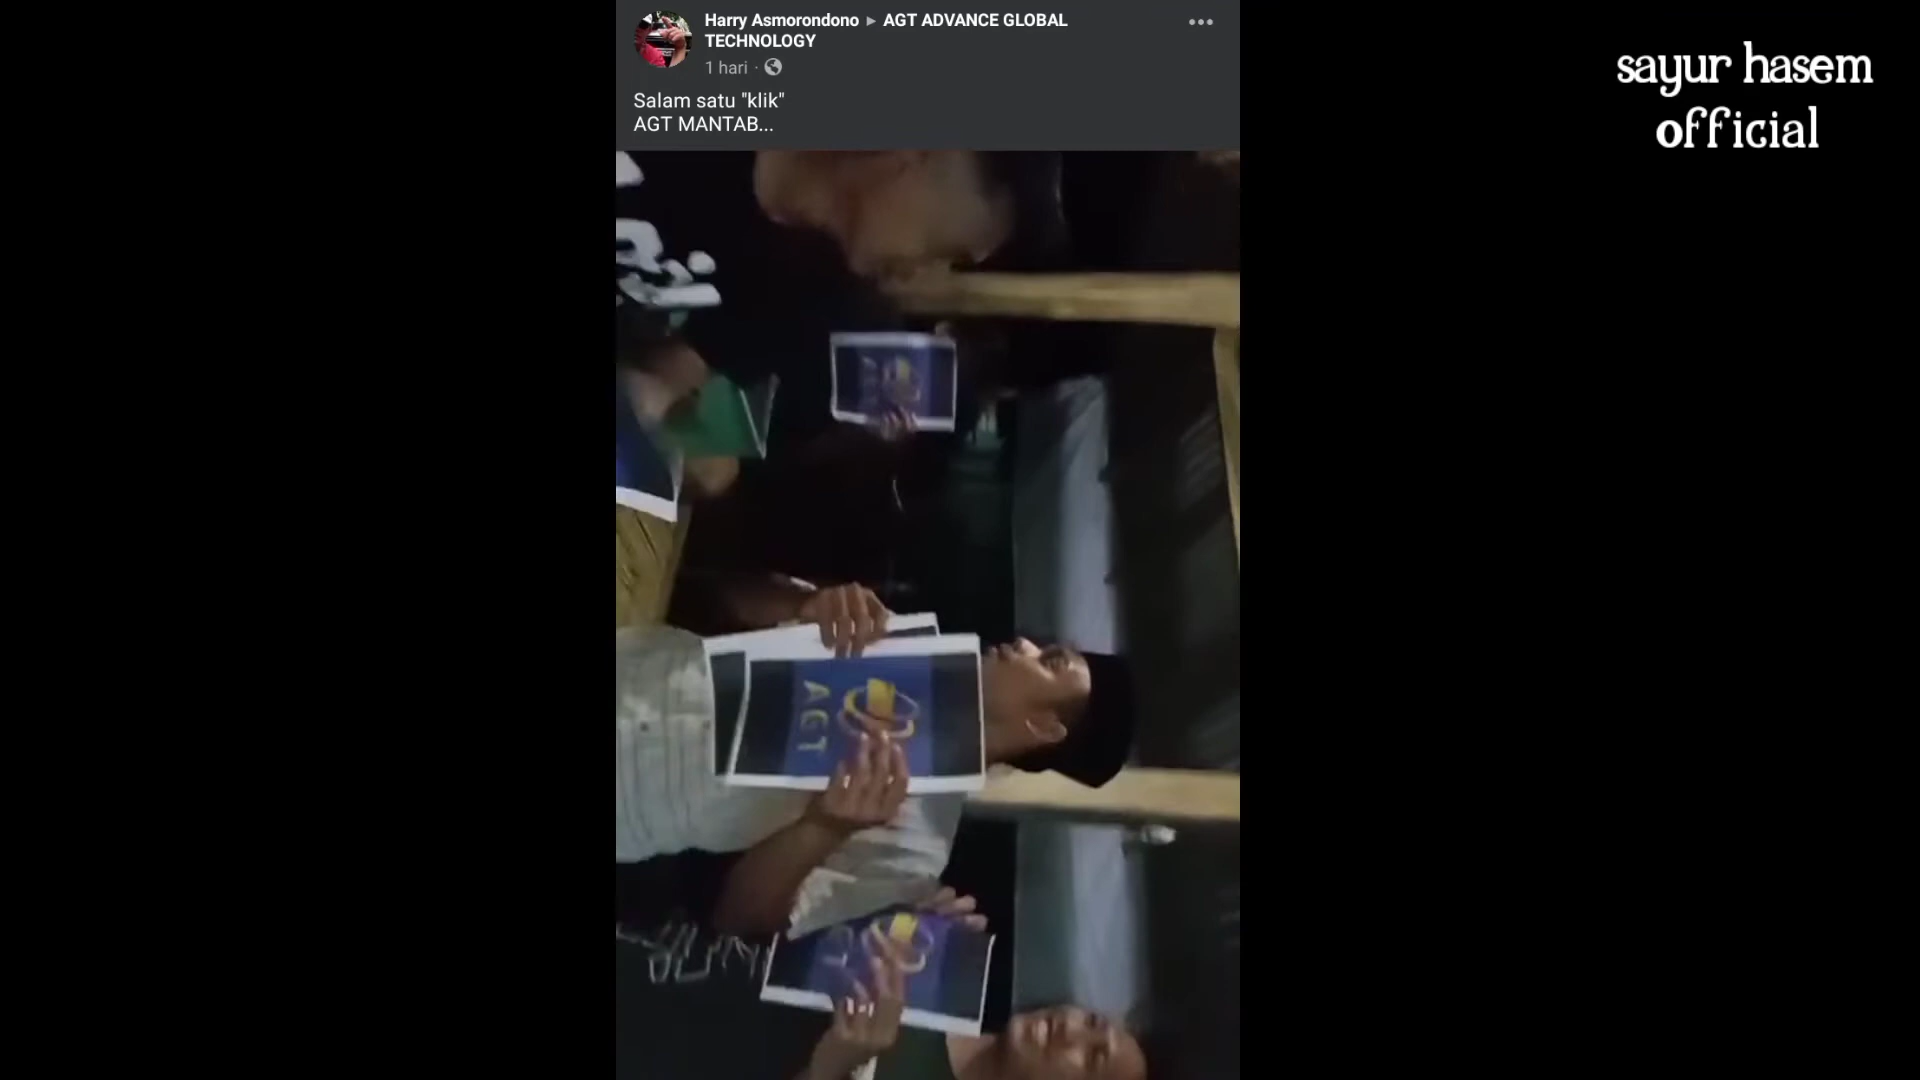 Harry Asmorondono ▸ AGT ADVANCE GLOBAL
TECHNOLOGY
1 hari ·
Salam satu "klik"
AGT MANTAB...
sayur hasem
official
AGT